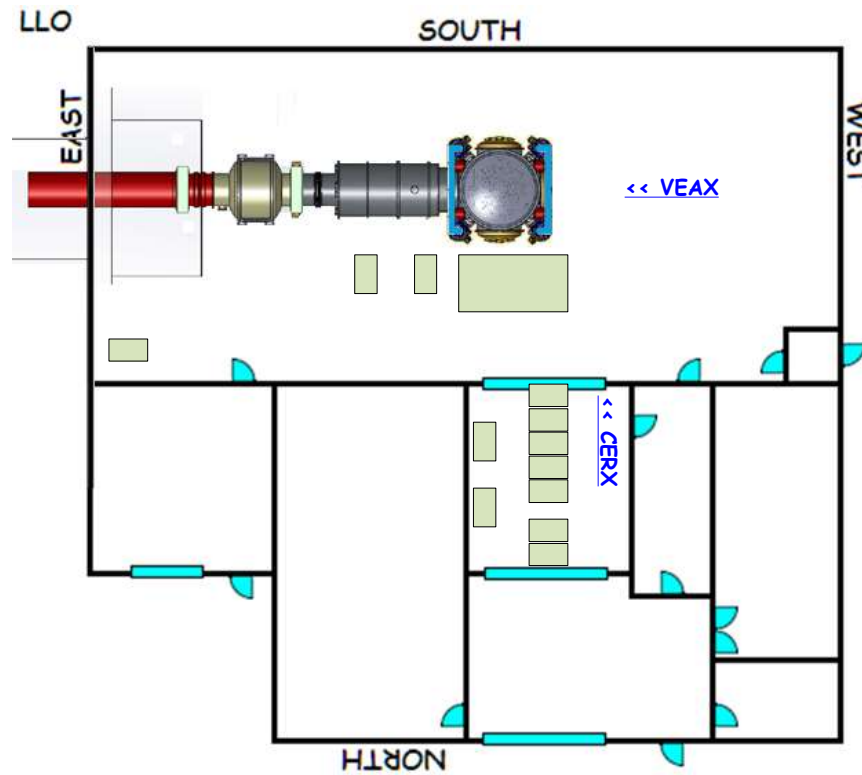 LLO
SOUTH
EAST
WEST
<< VEAX
<< CERX
NORTH